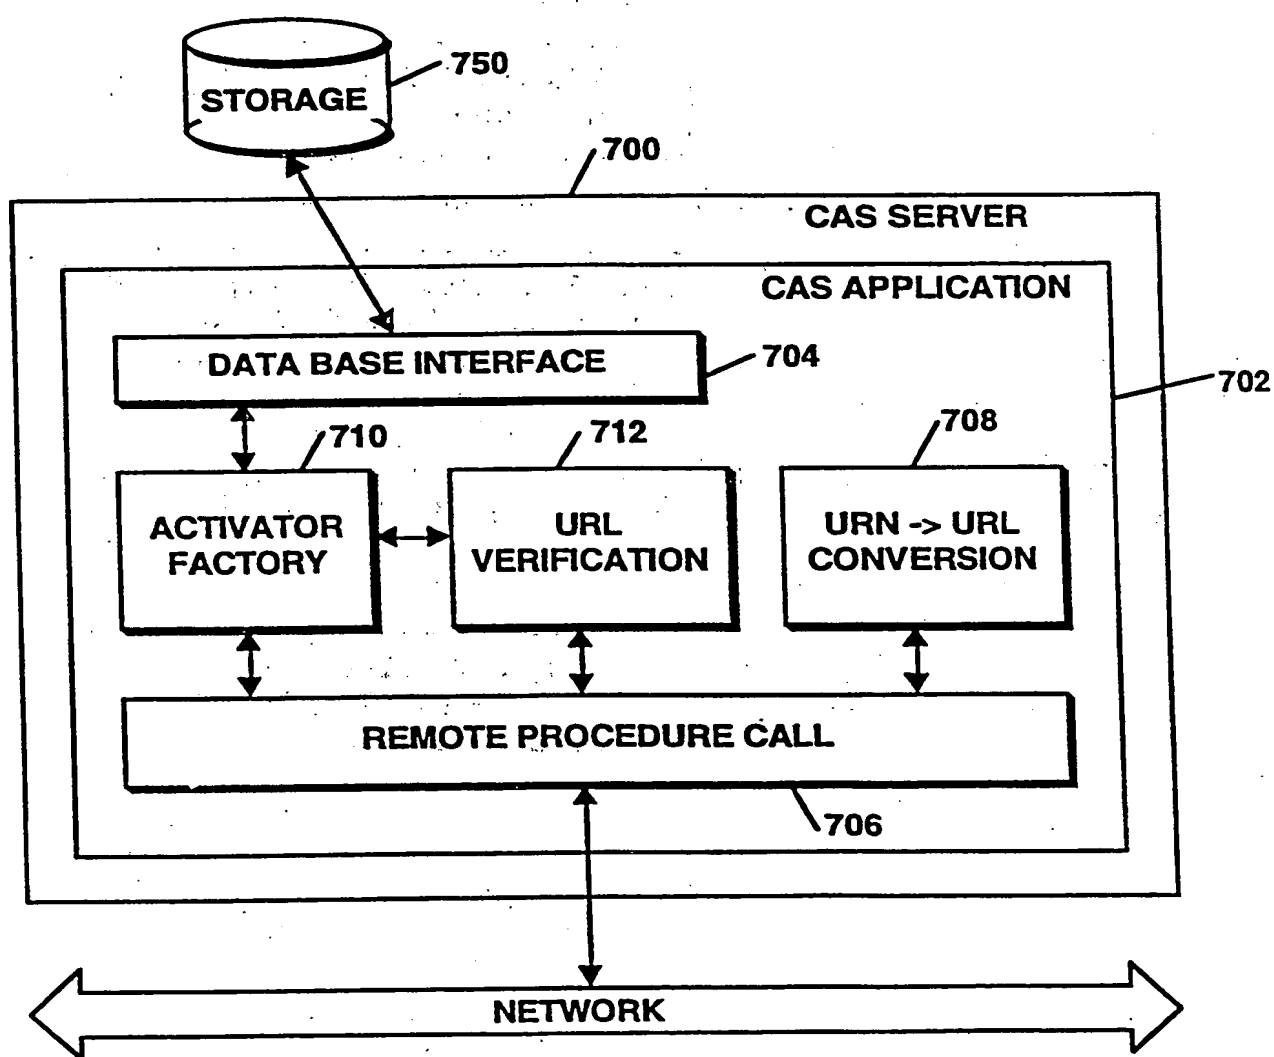 750
STORAGE
700
CAS SERVER
CAS APPLICATION
DATA BASE INTERFACE
704
702
710
712
708
ACTIVATOR
FACTORY
URL
VERIFICATION
URN -> URL
CONVERSION
REMOTE PROCEDURE CALL
706
NETWORK